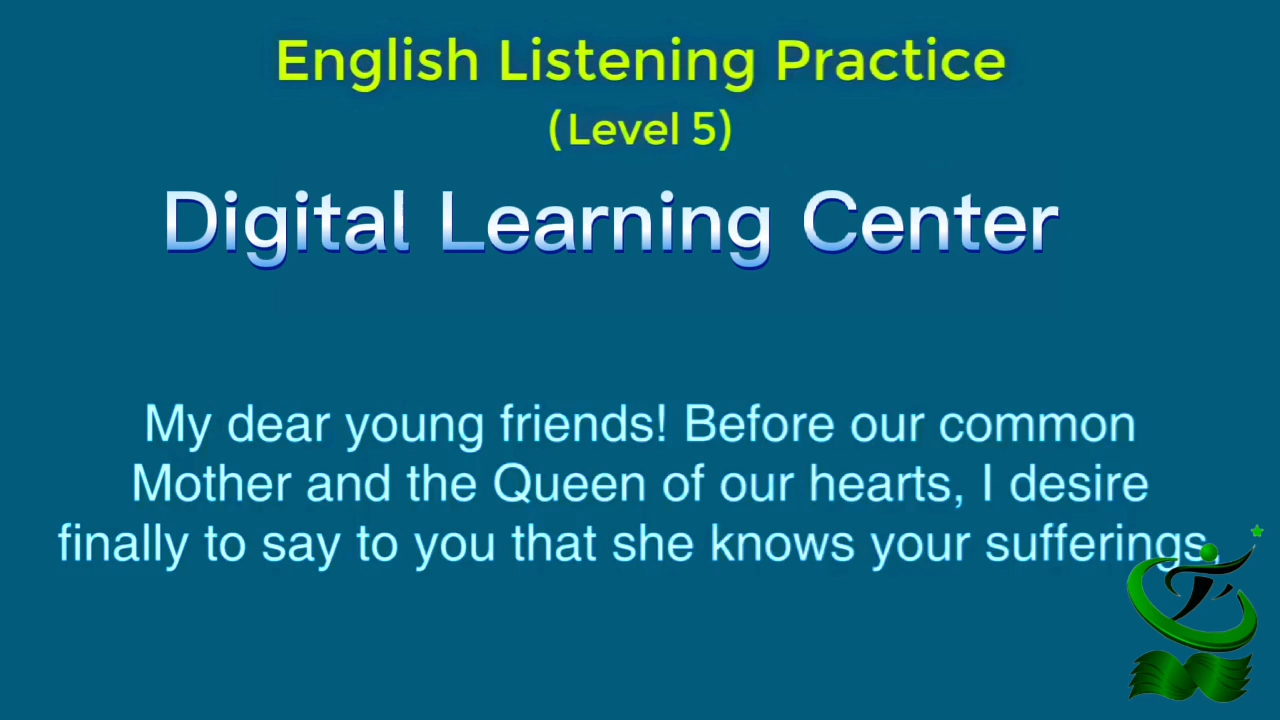 English Listening Practice
(Level 5)
Digital Learning Center
My dear young friends! Before our common
Mother and the Queen of our hearts, I desire
finally to say to you that she knows your sufferings,